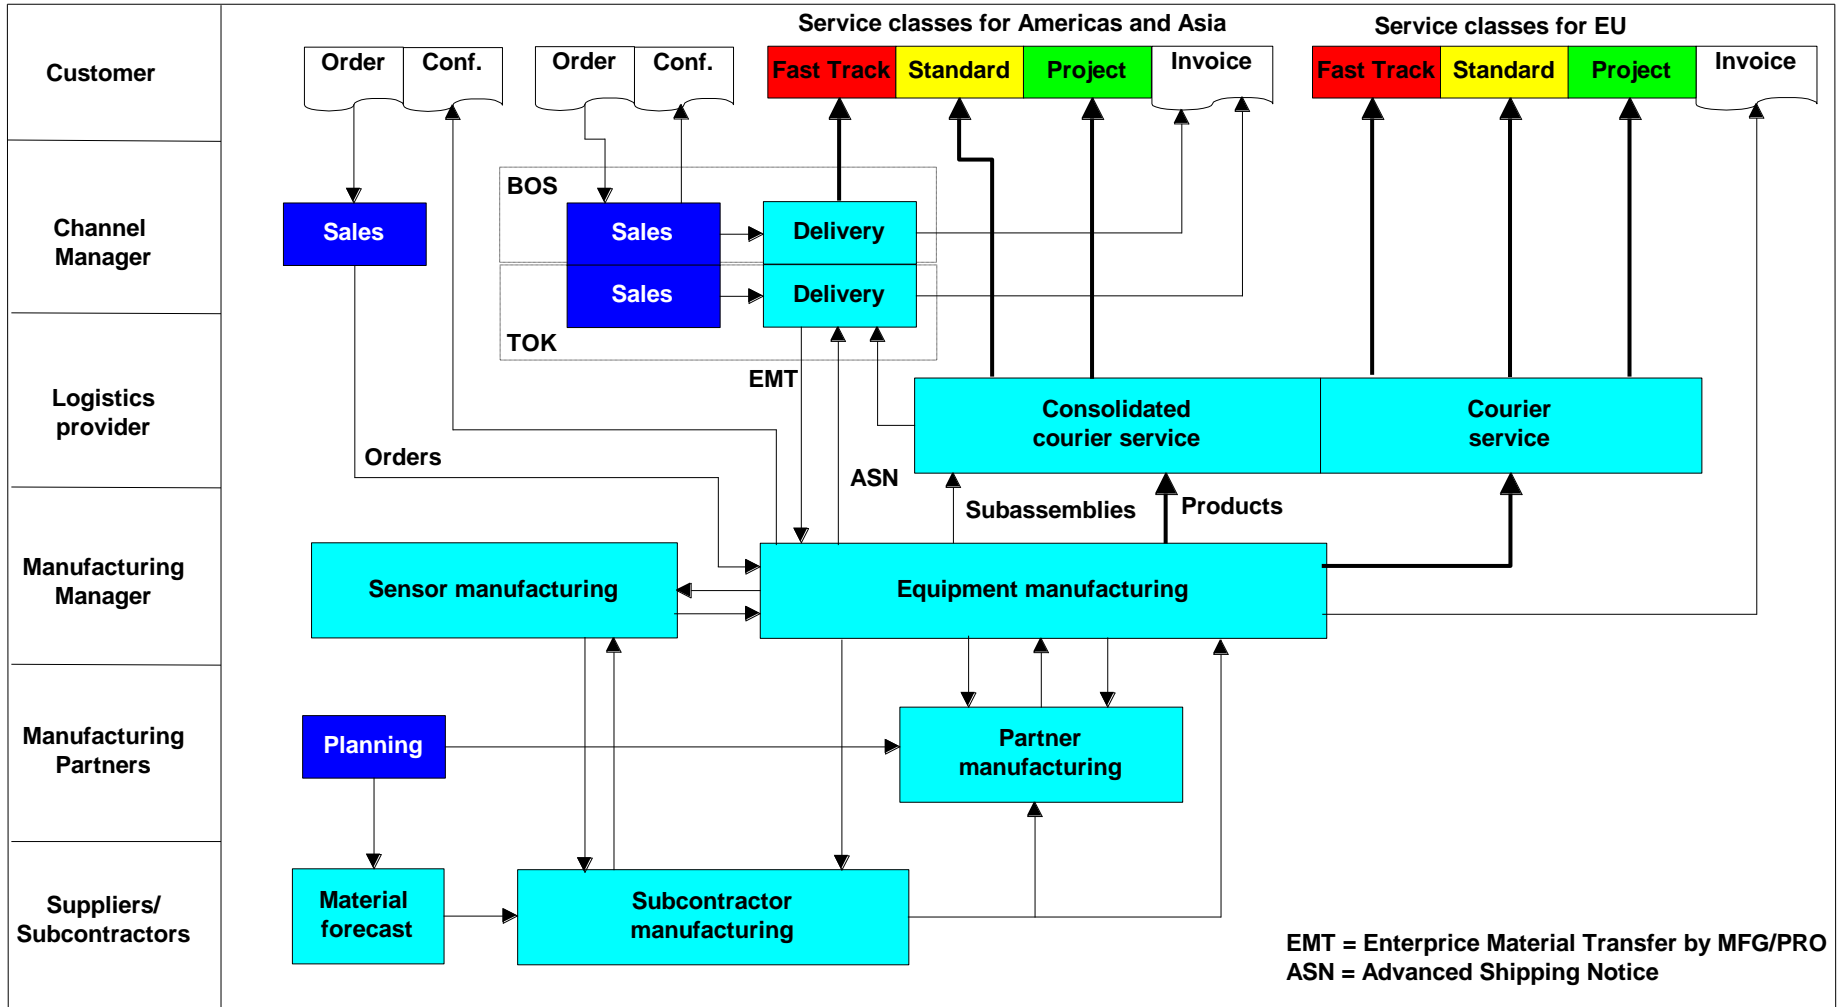 Service classes for Americas and Asia
Service classes for EU
Customer
Order
Conf.
Order
Conf.
Fast Track
Standard
Project
Invoice
Fast Track
Standard
Project
Invoice
BOS
Channel
Manager
Sales
Sales
Delivery
Sales
Delivery
TOK
EMT
Logistics
provider
Consolidated
courier service
Courier
service
Orders
ASN
Subassemblies
Products
Manufacturing
Manager
Sensor manufacturing
Equipment manufacturing
Manufacturing
Partners
Planning
Partner
manufacturing
Suppliers/
Subcontractors
Material
forecast
Subcontractor
manufacturing
EMT = Enterprice Material Transfer by MFG/PRO
ASN = Advanced Shipping Notice